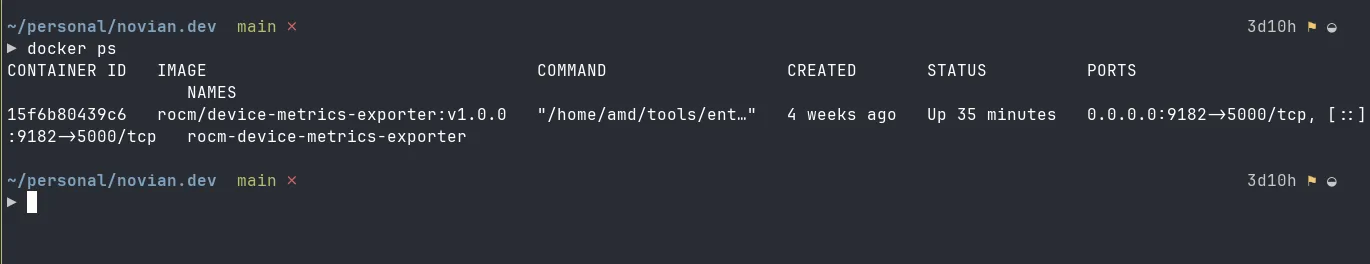 ~/personal/novian.dev main × 3d10h ⚑ ◒
▶ docker ps
CONTAINER ID IMAGE COMMAND CREATED STATUS PORTS
NAMES
15f6b80439c6 rocm/device-metrics-exporter:v1.0.0 "/home/amd/tools/ent…" 4 weeks ago Up 35 minutes 0.0.0.0:9182->5000/tcp, [::]
:9182->5000/tcp rocm-device-metrics-exporter
~/personal/novian.dev main × 3d10h ⚑ ◒
▶